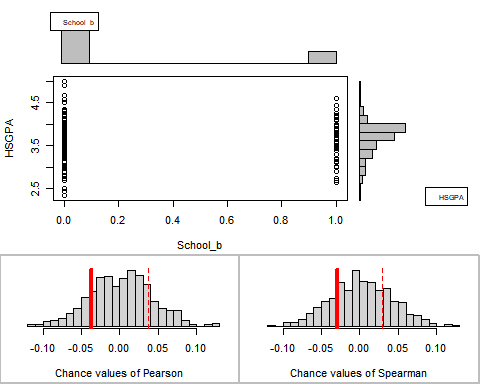 School_b
HSGPA
2.5 3.5 4.5
0.0 0.2 0.4 0.6 0.8 1.0
School_b
HSGPA
-0.10 -0.05 0.00 0.05 0.10
Chance values of Pearson
-0.10 -0.05 0.00 0.05 0.10
Chance values of Spearman